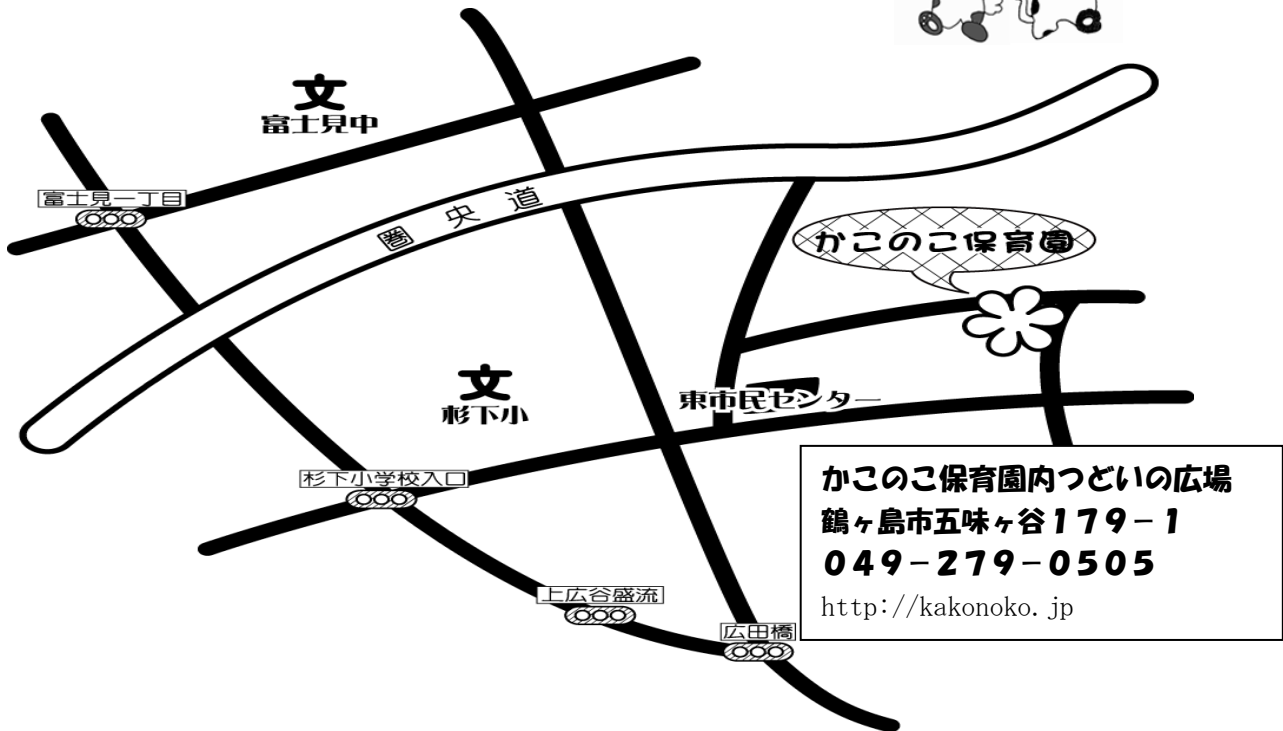 文
富士見中
富士見一丁目
圏央道
かこのこ保育園
文
杉下小
東市民センター
杉下小学校入口
上広谷盛流
広田橋
かこのこ保育園内つどいの広場
鶴ヶ島市五味ヶ谷179-1
049-279-0505
http://kakonoko.jp